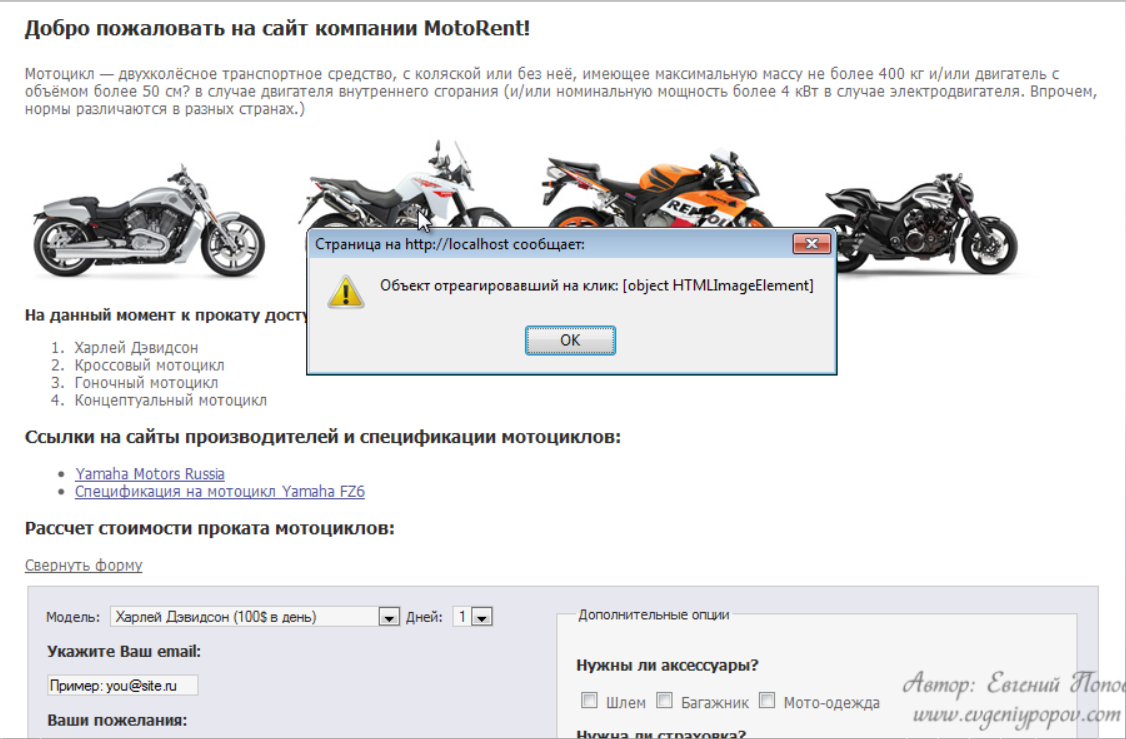 Добро пожаловать на сайт компании MotoRent!
Мотоцикл — двухколёсное транспортное средство, с коляской или без неё, имеющее максимальную массу не более 400 кг и/или двигатель с
объёмом более 50 см? в случае двигателя внутреннего сгорания (и/или номинальную мощность более 4 кВт в случае электродвигателя. Впрочем,
нормы различаются в разных странах.)
REPSOL
Страница на http://localhost сообщает:
Объект отреагировавший на клик: [object HTMLImageElement]
OK
На данный момент к прокату
1. Харлей Дэвидсон
2. Кроссовый мотоцикл
3. Гоночный мотоцикл
4. Концептуальный мотоцикл
Ссылки на сайты производителей и спецификации мотоциклов:
• Yamaha Motors Russia
• Спецификация на мотоцикл Yamaha FZ6
Рассчет стоимости проката мотоциклов:
Свернуть форму
Модель: Харлей Дэвидсон (100$ в день) Дней: 1
Дополнительные опции
Укажите Ваш email:
Пример: you@site.ru
Нужны ли аксессуары?
Шлем Багажник Мото-одежда
Ваши пожелания:
Нужна ли страховка?
Автор: Евгений Попов
www.evgeniypopov.com